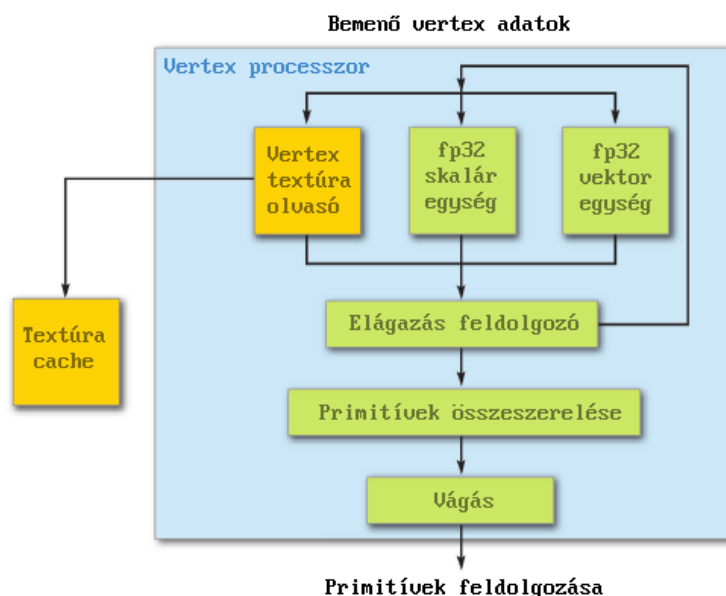 Bemenő vertex adatok
Vertex processzor
Vertex
textúra
olvasó
fp32
skalár
egység
fp32
vektor
egység
Textúra
cache
Elágazás feldolgozó
Primitívek összeszerelése
Vágás
Primitívek feldolgozása